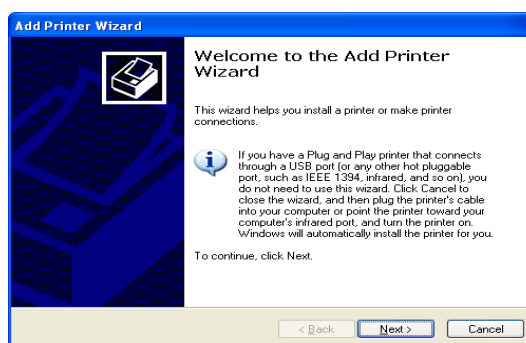 Add Printer Wizard
Welcome to the Add Printer
Wizard
This wizard helps you install a printer or make printer
connections.
If you have a Plug and Play printer that connects
through a USB port (or any other hot pluggable
port, such as IEEE 1394, infrared, and so on), you
do not need to use this wizard. Click Cancel to
close the wizard, and then plug the printer's cable
into your computer or point the printer toward your
computer's infrared port, and turn the printer on.
Windows will automatically install the printer for you.
To continue, click Next.
< Back Next > Cancel